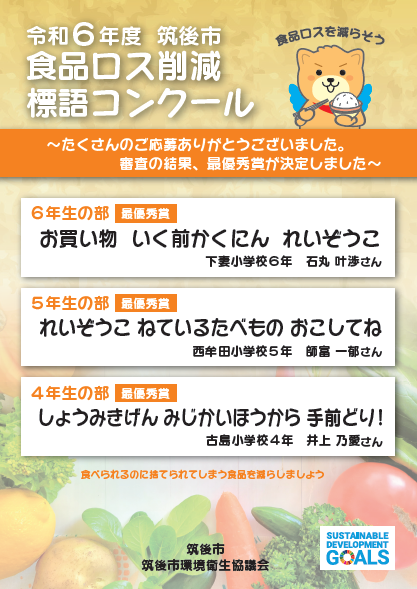 令和6年度 筑後市
食品ロス削減
標語コンクール
食品ロスを減らそう
～たくさんのご応募ありがとうございました。
審査の結果、最優秀賞が決定しました～
6年生の部 最優秀賞
お買い物 いく前かくにん れいぞうこ
下妻小学校6年 石丸 叶渉さん
5年生の部 最優秀賞
れいぞうこ ねているたべもの おこしてね
西牟田小学校5年 師富 一郁さん
4年生の部 最優秀賞
しょうみきげん みじかいほうから 手前どり!
古島小学校4年 井上 乃愛さん
食べられるのに捨てられてしまう食品を減らしましょう
筑後市
筑後市環境衛生協議会
SUSTAINABLE
DEVELOPMENT
GOALS